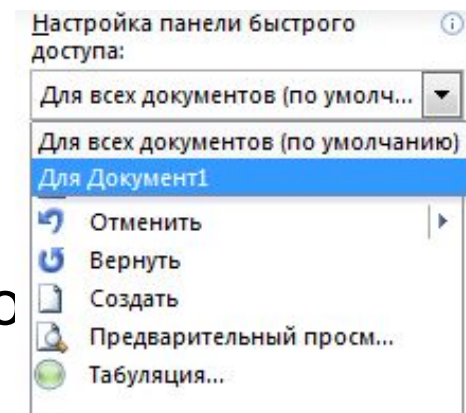 Настройка панели быстрого
доступа:
Для всех документов (по умолч...
Для всех документов (по умолчанию)
Для Документ1
Отменить
Вернуть
Создать
Предварительный просм...
Табуляция...